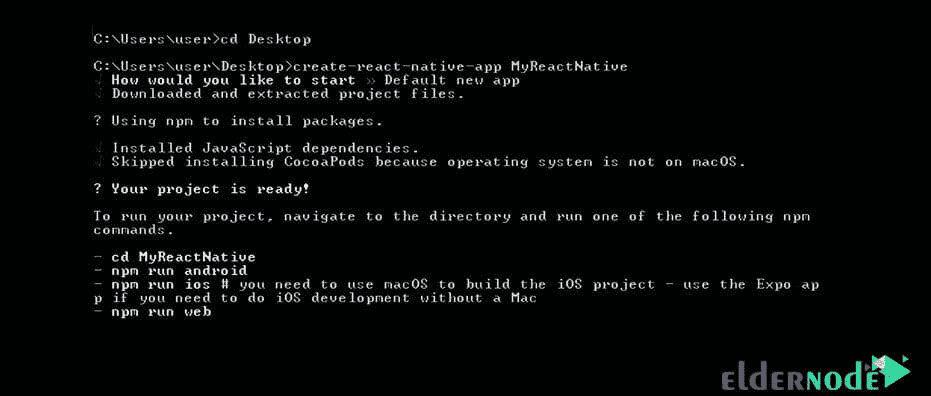 C:\Users\user>cd Desktop
C:\Users\user\Desktop>create-react-native-app MyReactNative
√ How would you like to start » Default new app
√ Downloaded and extracted project files.
? Using npm to install packages.
√ Installed JavaScript dependencies.
√ Skipped installing CocoaPods because operating system is not on macOS.
? Your project is ready!
To run your project, navigate to the directory and run one of the following npm
commands.
- cd MyReactNative
- npm run android
- npm run ios # you need to use macOS to build the iOS project - use the Expo ap
p if you need to do iOS development without a Mac
- npm run web
eldernode